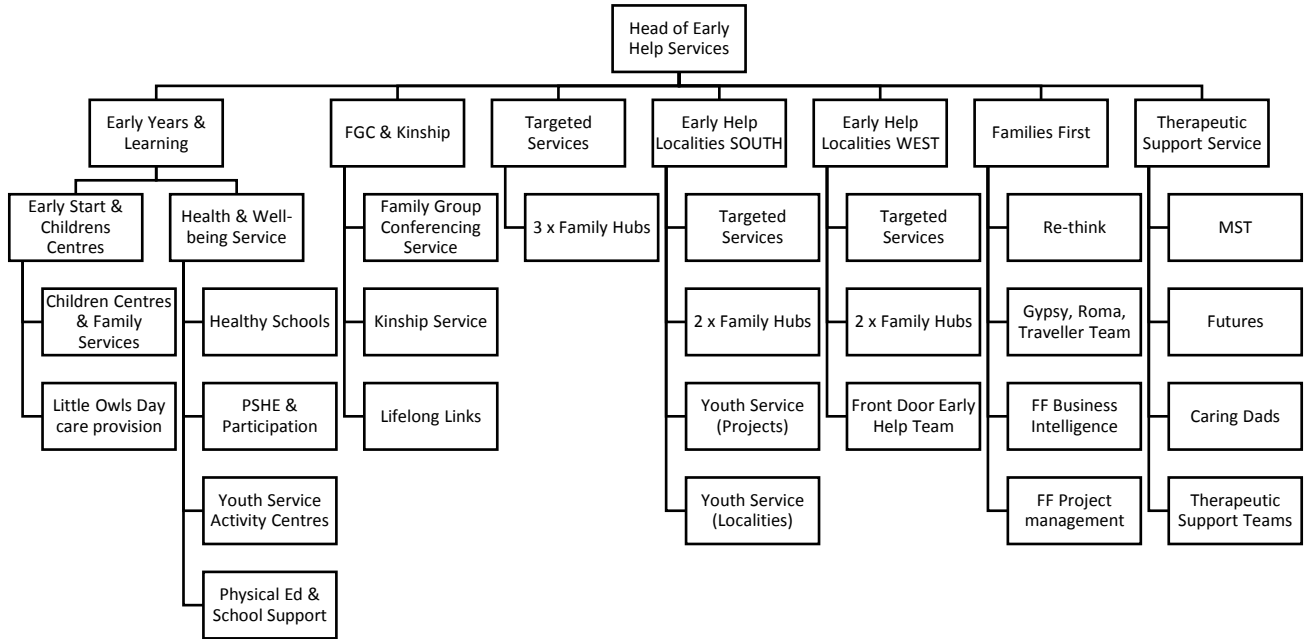 Head of Early
Help Services
Early Years &
Learning
FGC & Kinship
Targeted
Services
Early Help
Localities SOUTH
Early Help
Localities WEST
Families First
Therapeutic
Support Service
Early Start &
Childrens
Centres
Health & Well-
being Service
Family Group
Conferencing
Service
3 x Family Hubs
Targeted
Services
Targeted
Services
Re-think
MST
Children Centres
& Family
Services
Healthy Schools
Kinship Service
2 x Family Hubs
2 x Family Hubs
Gypsy, Roma,
Traveller Team
Futures
Little Owls Day
care provision
PSHE &
Participation
Lifelong Links
Youth Service
(Projects)
Front Door Early
Help Team
FF Business
Intelligence
Caring Dads
Youth Service
Activity Centres
Youth Service
(Localities)
FF Project
management
Therapeutic
Support Teams
Physical Ed &
School Support